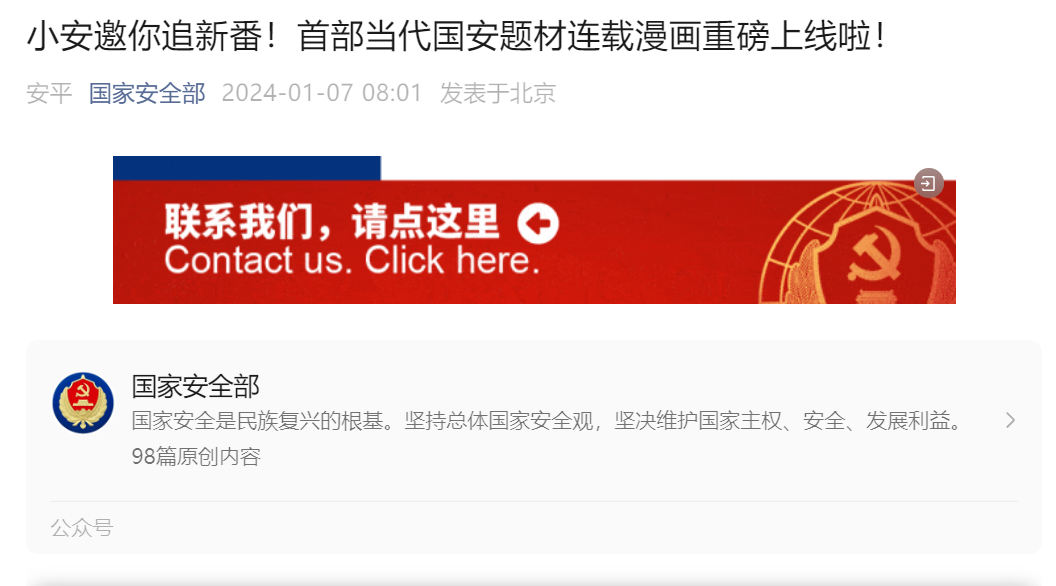 小安邀你追新番！首部当代国安题材连载漫画重磅上线啦！
安平 国家安全部 2024-01-07 08:01 发表于北京
联系我们，请点这里
Contact us. Click here.
国家安全部
国家安全是民族复兴的根基。坚持总体国家安全观，坚决维护国家主权、安全、发展利益。
98篇原创内容
公众号